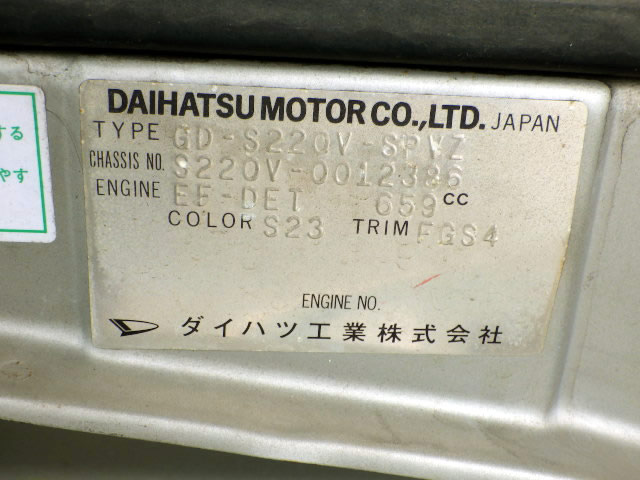 DAIHATSU MOTOR CO.,LTD. JAPAN
TYPE GD-S220V-SPVZ
CHASSIS NO. S220V-0012386
ENGINE EF-DET 659 CC
COLOR S23 TRIM FGS4
ENGINE NO.
ダイハツ工業株式会社
する
やす